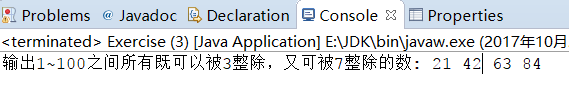 Problems @ Javadoc Declaration Console Properties
<terminated> Exercise (3) [Java Application] E:\JDK\bin\javaw.exe (2017年10月
输出1~100之间所有既可以被3整除，又可被7整除的数: 21 42 63 84